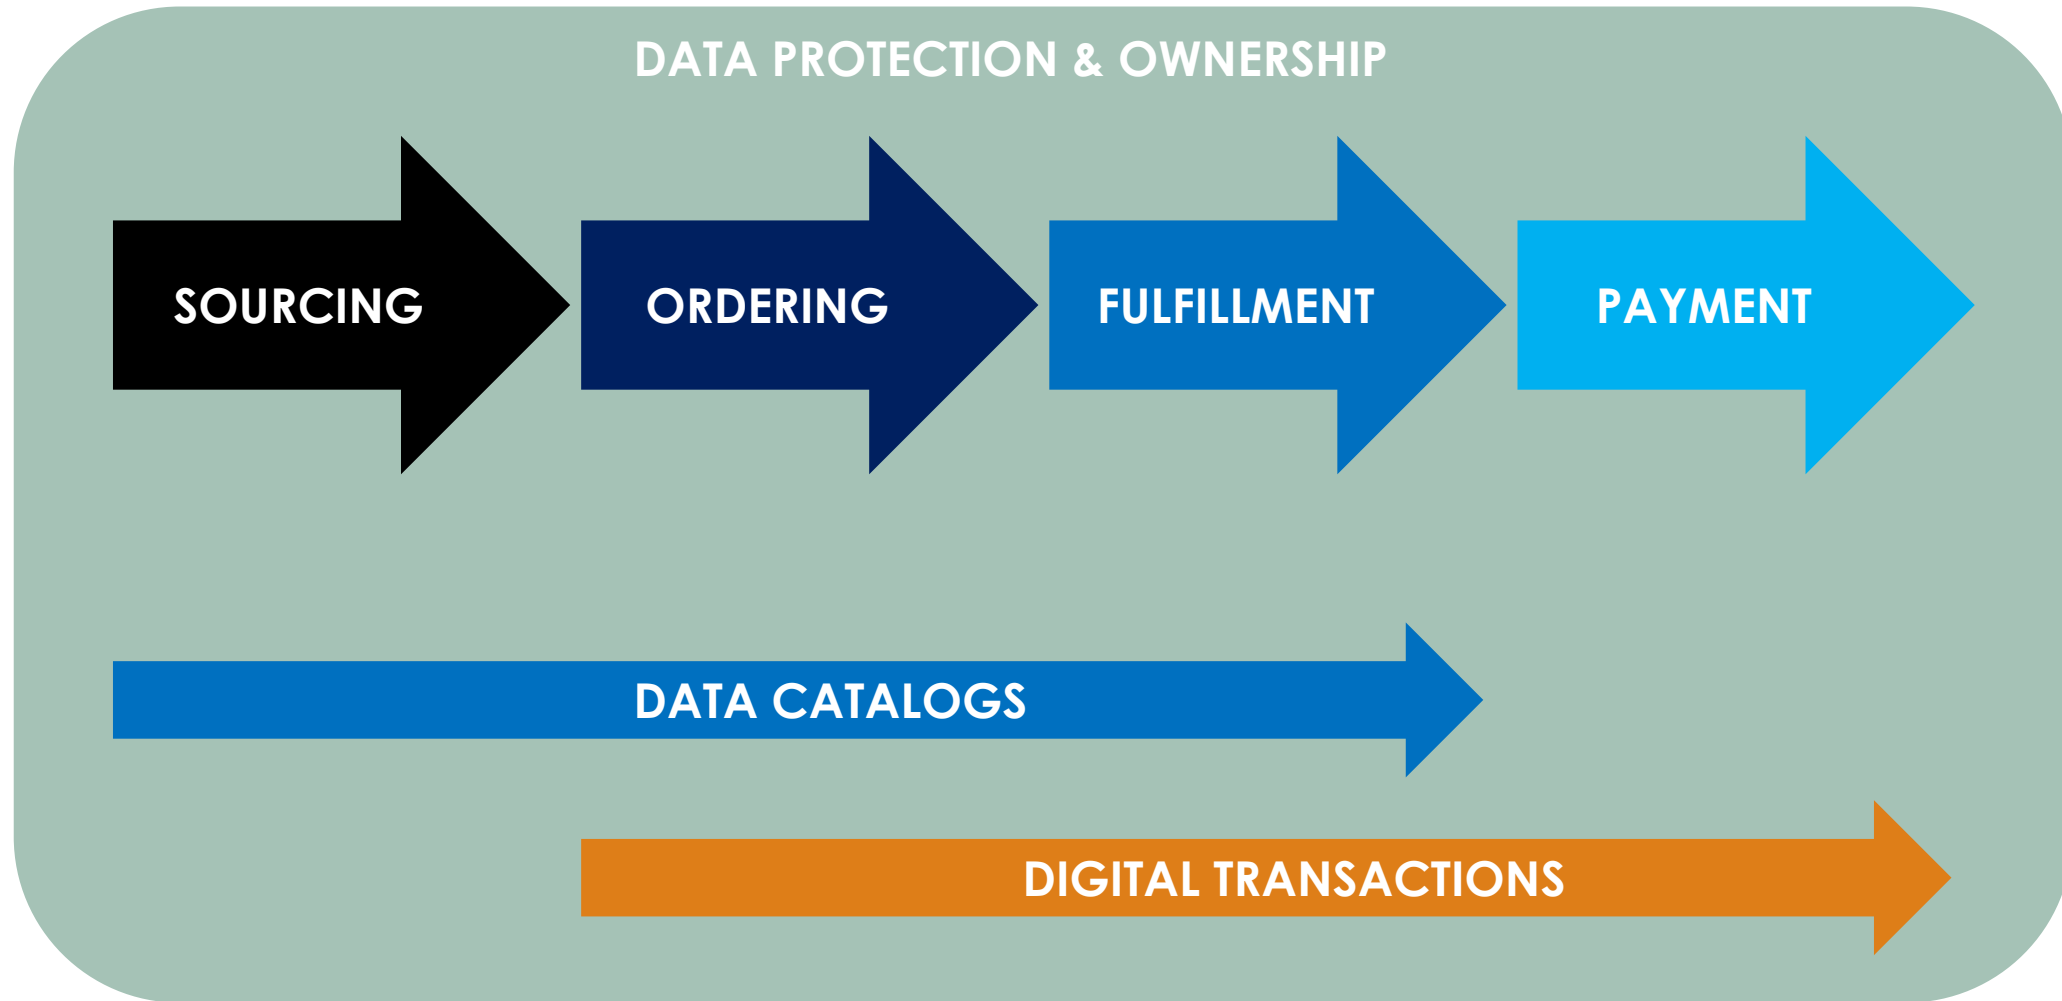 DATA PROTECTION & OWNERSHIP
SOURCING
ORDERING
FULFILLMENT
PAYMENT
DATA CATALOGS
DIGITAL TRANSACTIONS